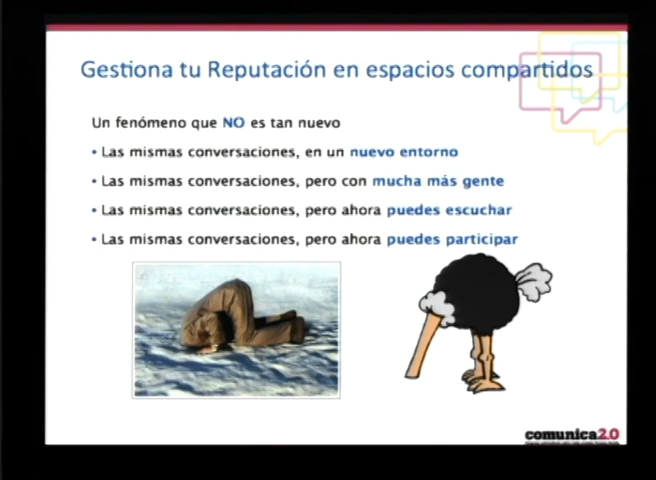 Gestiona tu Reputación en espacios compartidos
Un fenómeno que NO es tan nuevo
• Las mismas conversaciones, en un nuevo entorno
• Las mismas conversaciones, pero con mucha más gente
• Las mismas conversaciones, pero ahora puedes escuchar
• Las mismas conversaciones, pero ahora puedes participar
comunica2.0